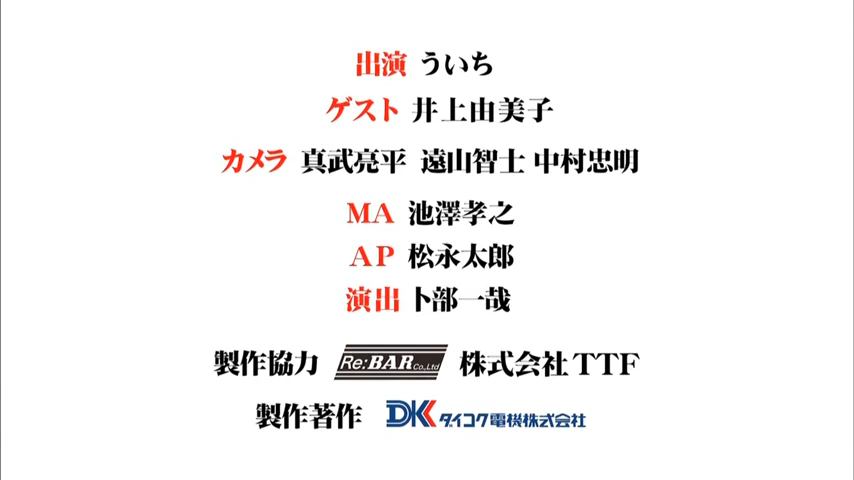 出演 ういち
ゲスト 井上由美子
カメラ 真武亮平 遠山智士 中村忠明
MA 池澤孝之
AP 松永太郎
演出 卜部一哉
製作協力 Re:BAR Co.,Ltd 株式会社TTF
製作著作 DK ダイコク電機株式会社